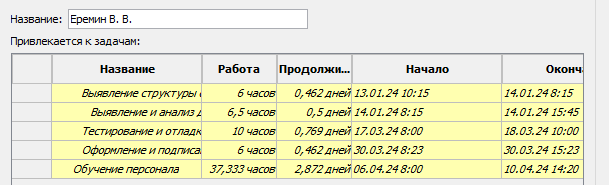 Название: Еремин В. В.
Привлекается к задачам:
Название Работа Продолжи... Начало Оконча
Выявление структуры 6 часов 0,462 дней 13.01.24 10:15 14.01.24 8:15
Выявление и анализ 6,5 часов 0,5 дней 14.01.24 8:15 14.01.24 15:45
Тестирование и отладк 10 часов 0,769 дней 17.03.24 8:00 18.03.24 10:00
Оформление и подписа 6 часов 0,462 дней 30.03.24 8:23 30.03.24 15:23
Обучение персонала 37,333 часов 2,872 дней 06.04.24 8:00 10.04.24 14:20